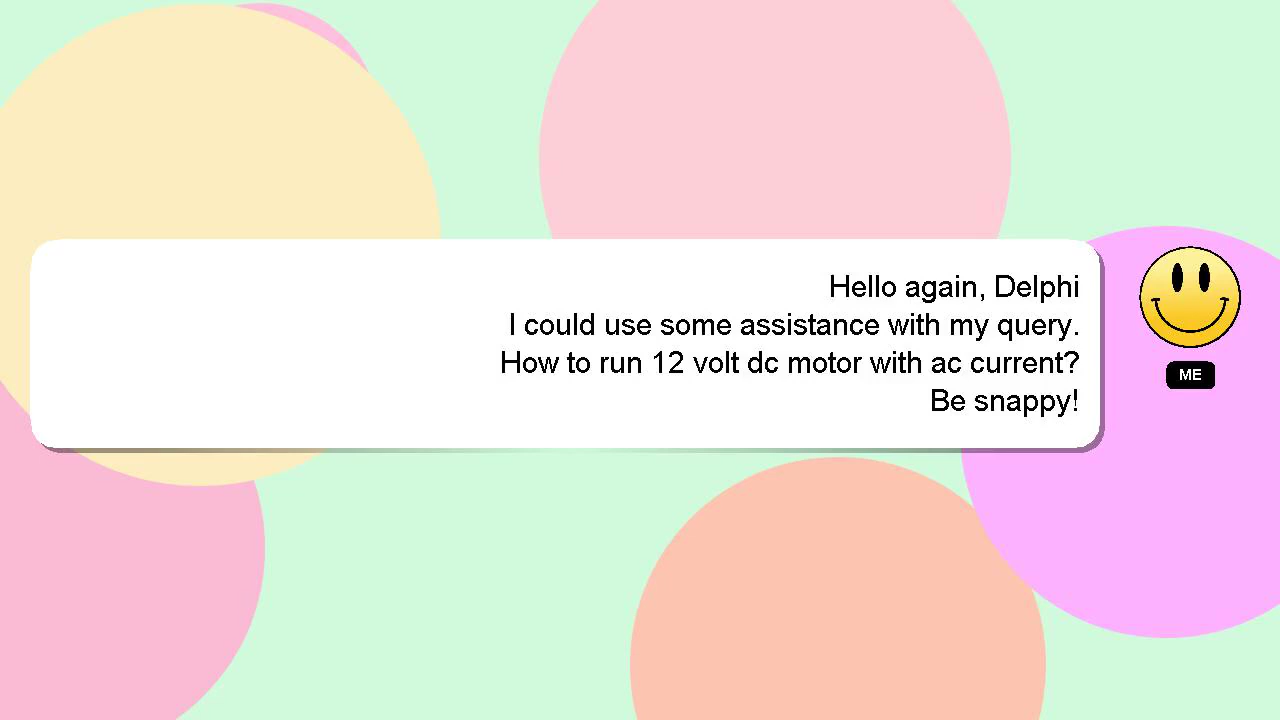 Hello again, Delphi
I could use some assistance with my query.
How to run 12 volt dc motor with ac current?
Be snappy!
ME